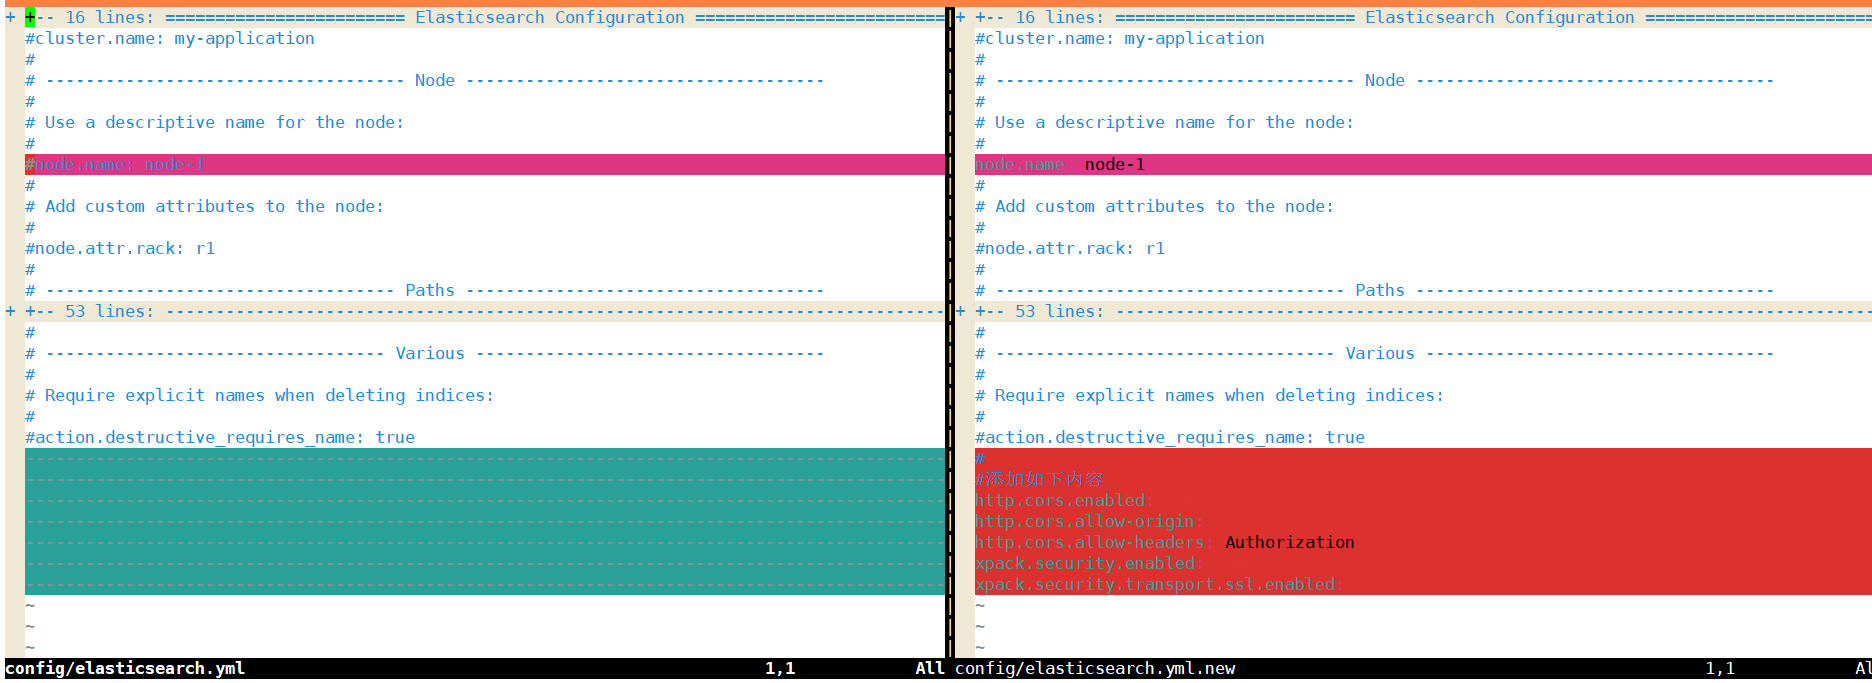 + +-- 16 lines: ======================== Elasticsearch Configuration =========================
#cluster.name: my-application
#
# ------------------------------------ Node ------------------------------------
#
# Use a descriptive name for the node:
#
#node.name: node-1
#
# Add custom attributes to the node:
#
#node.attr.rack: r1
#
# ----------------------------------- Paths ------------------------------------
+ +-- 53 lines: ------------------------------------------------------------------------------
#
# ---------------------------------- Various -----------------------------------
#
# Require explicit names when deleting indices:
#
#action.destructive_requires_name: true
--------------------------------------------------------------------------------------------
--------------------------------------------------------------------------------------------
--------------------------------------------------------------------------------------------
--------------------------------------------------------------------------------------------
--------------------------------------------------------------------------------------------
--------------------------------------------------------------------------------------------
--------------------------------------------------------------------------------------------
~
~
~
config/elasticsearch.yml 1,1 All
+ +-- 16 lines: ======================== Elasticsearch Configuration =======================
#cluster.name: my-application
#
# ------------------------------------ Node ------------------------------------
#
# Use a descriptive name for the node:
#
node.name node-1
#
# Add custom attributes to the node:
#
#node.attr.rack: r1
#
# ----------------------------------- Paths ------------------------------------
+ +-- 53 lines: ----------------------------------------------------------------------------
#
# ---------------------------------- Various -----------------------------------
#
# Require explicit names when deleting indices:
#
#action.destructive_requires_name: true
#
#添加如下内容
http.cors.enabled:
http.cors.allow-origin:
http.cors.allow-headers: Authorization
xpack.security.enabled:
xpack.security.transport.ssl.enabled:
~
~
~
config/elasticsearch.yml.new 1,1 Al